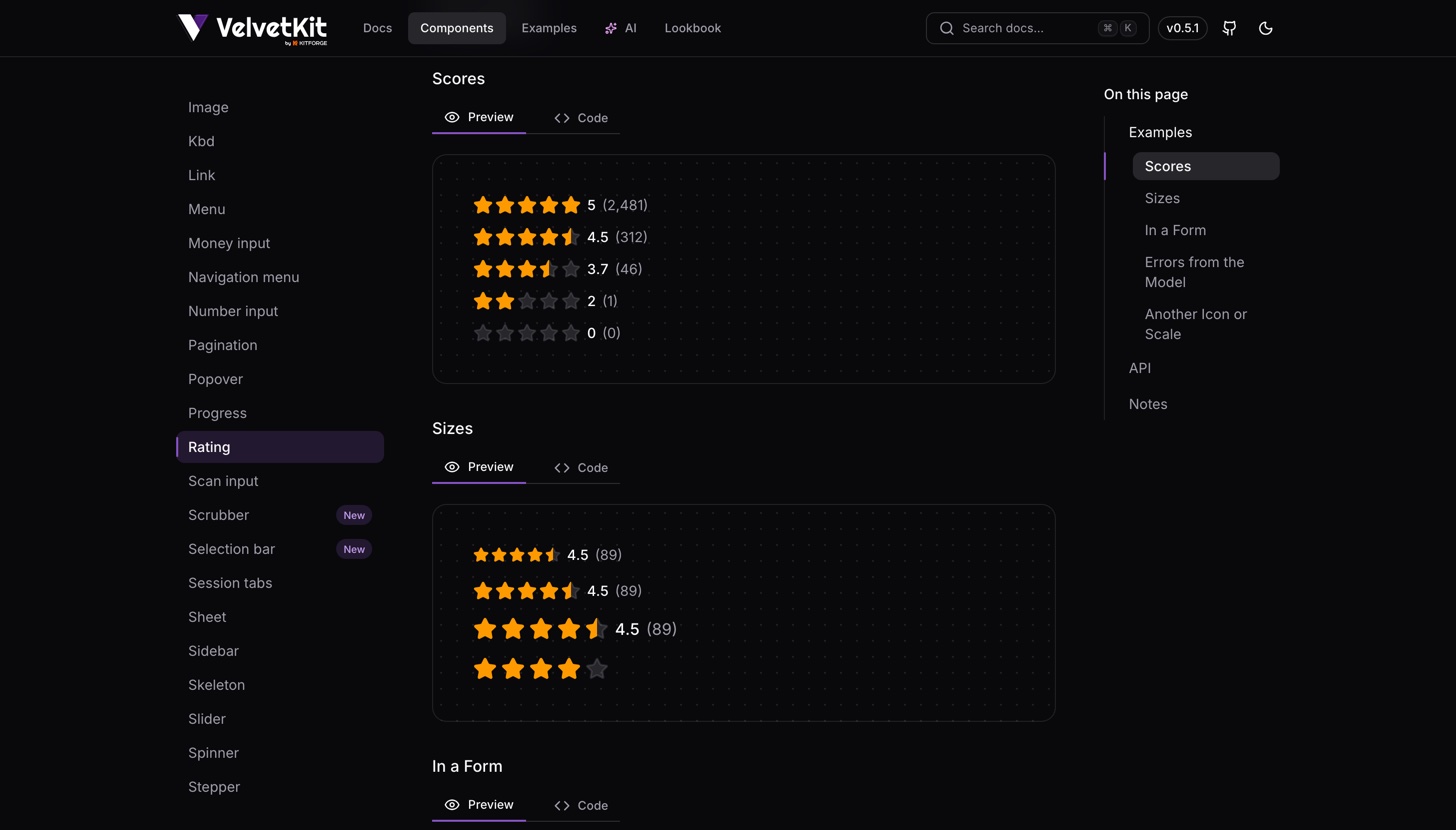 VelvetKit
by KITFORGE
Docs
Components
Examples
AI
Lookbook
Search docs...
⌘ K
v0.5.1
Image
Kbd
Link
Menu
Money input
Navigation menu
Number input
Pagination
Popover
Progress
Rating
Scan input
Scrubber New
Selection bar New
Session tabs
Sheet
Sidebar
Skeleton
Slider
Spinner
Stepper
Scores
Preview Code
5 (2,481)
4.5 (312)
3.7 (46)
2 (1)
0 (0)
Sizes
Preview Code
4.5 (89)
4.5 (89)
4.5 (89)
In a Form
Preview Code
On this page
Examples
Scores
Sizes
In a Form
Errors from the
Model
Another Icon or
Scale
API
Notes